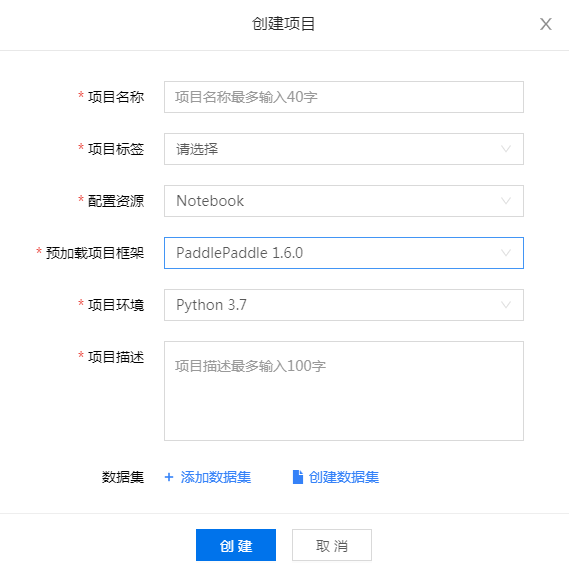 创建项目
* 项目名称 项目名称最多输入40字
* 项目标签 请选择
* 配置资源 Notebook
* 预加载项目框架 PaddlePaddle 1.6.0
* 项目环境 Python 3.7
* 项目描述 项目描述最多输入100字
数据集 + 添加数据集 创建数据集
创建 取消